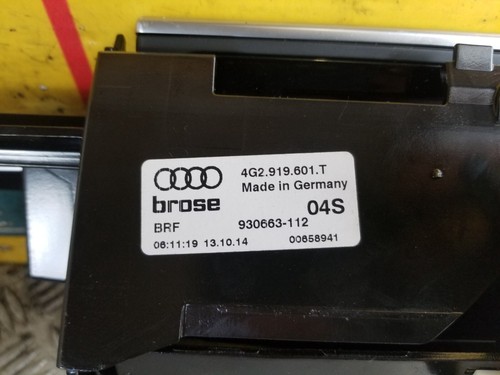 4G2.919.601.T
Made in Germany
brose 04S
BRF 930663-112
06:11:19 13.10.14 00658941